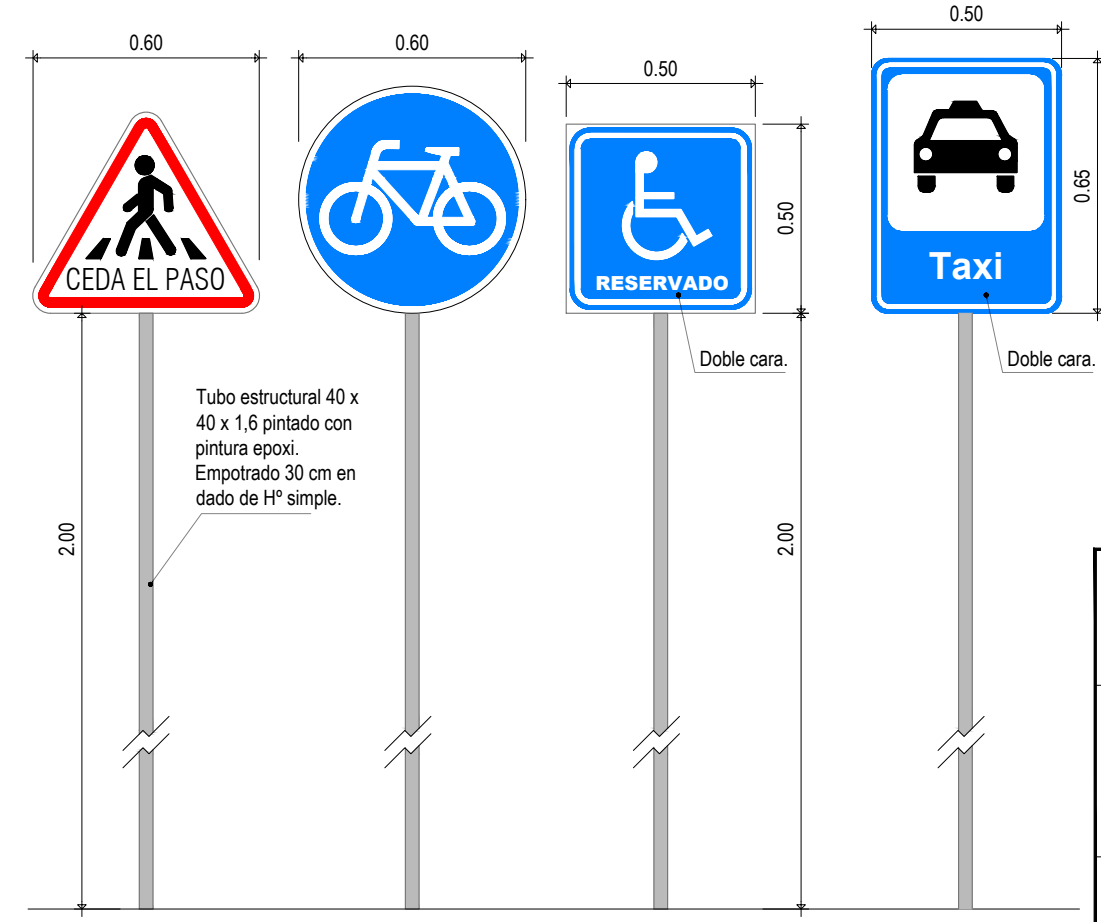 0.60
0.60
0.50
0.50
CEDA EL PASO
RESERVADO
Taxi
0.50
0.65
Doble cara.
Doble cara.
Tubo estructural 40 x
40 x 1,6 pintado con
pintura epoxi.
Empotrado 30 cm en
dado de Hº simple.
2.00
2.00